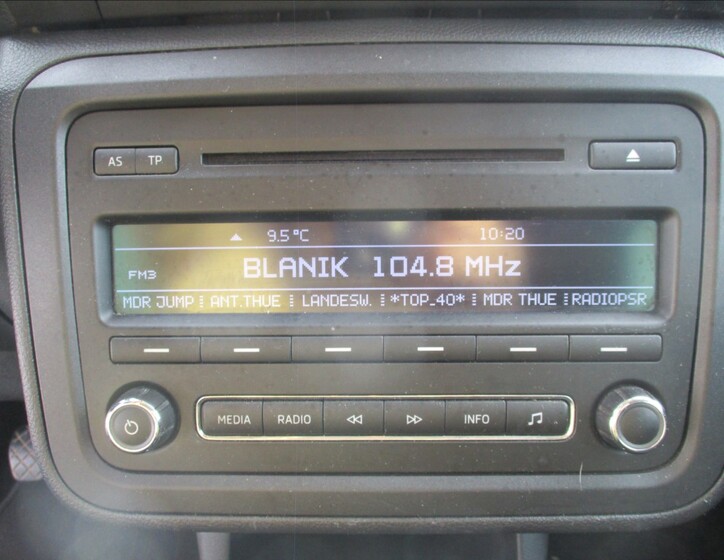 AS TP
9.5°C 10:20
FM3 BLANIK 104.8 MHz
MDR JUMP ANT.THUE LANDESW. *TOP_40* MDR THUE RADIOPSR
MEDIA RADIO INFO